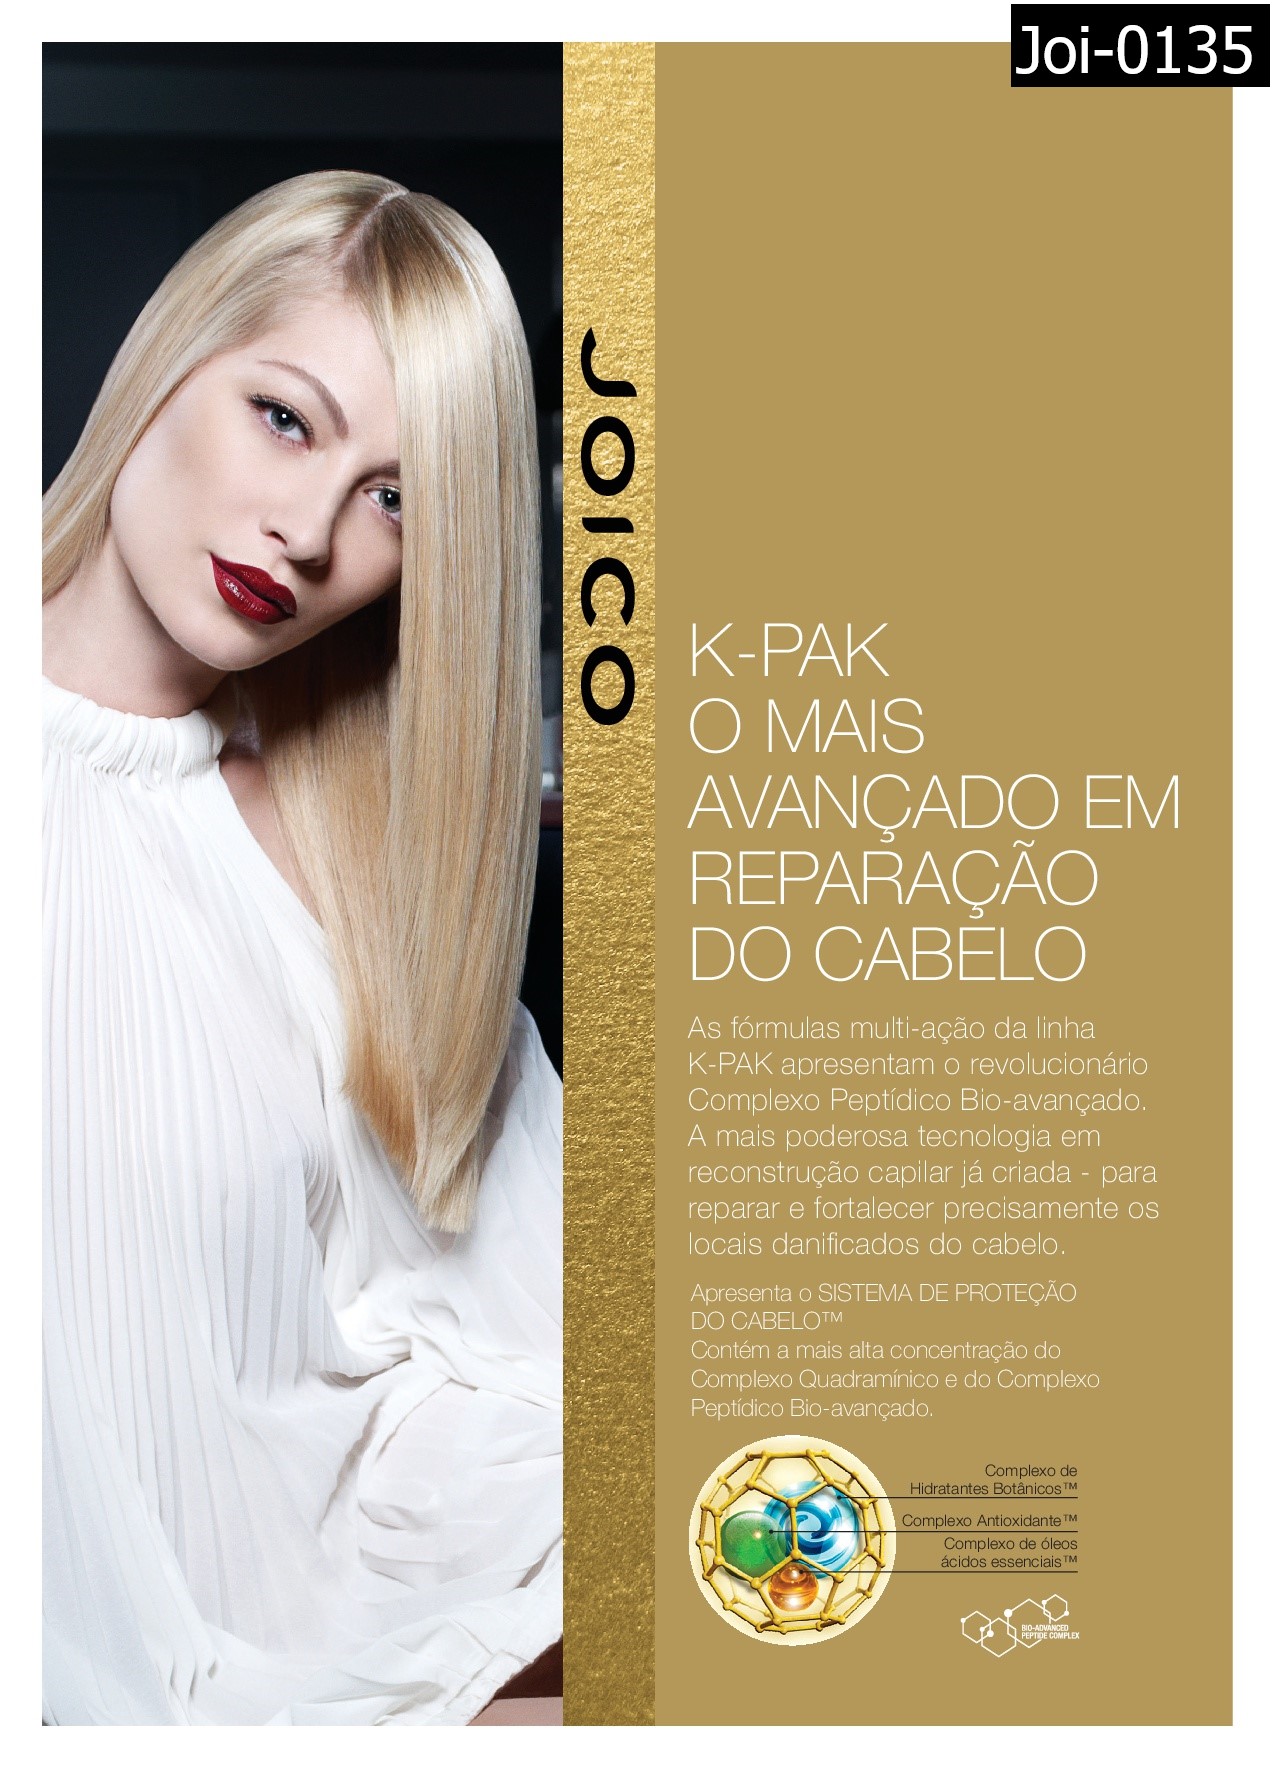 Joi-0135
JOICO
K-PAK
O MAIS
AVANÇADO EM
REPARAÇÃO
DO CABELO
As fórmulas multi-ação da linha
K-PAK apresentam o revolucionário
Complexo Peptídico Bio-avançado.
A mais poderosa tecnologia em
reconstrução capilar já criada - para
reparar e fortalecer precisamente os
locais danificados do cabelo.
Apresenta o SISTEMA DE PROTEÇÃO
DO CABELO™
Contém a mais alta concentração do
Complexo Quadramínico e do Complexo
Peptídico Bio-avançado.
Complexo de
Hidratantes Botânicos™
Complexo Antioxidante™
Complexo de óleos
ácidos essenciais™
BIO-ADVANCED
PEPTIDE COMPLEX